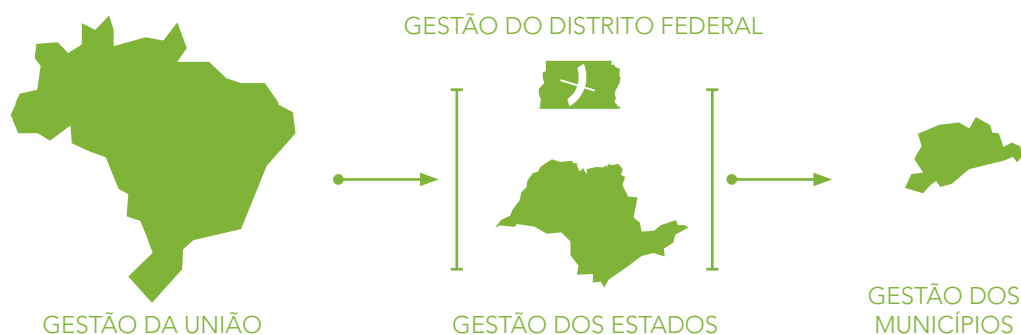 GESTÃO DO DISTRITO FEDERAL
GESTÃO DA UNIÃO
GESTÃO DOS ESTADOS
GESTÃO DOS
MUNICÍPIOS